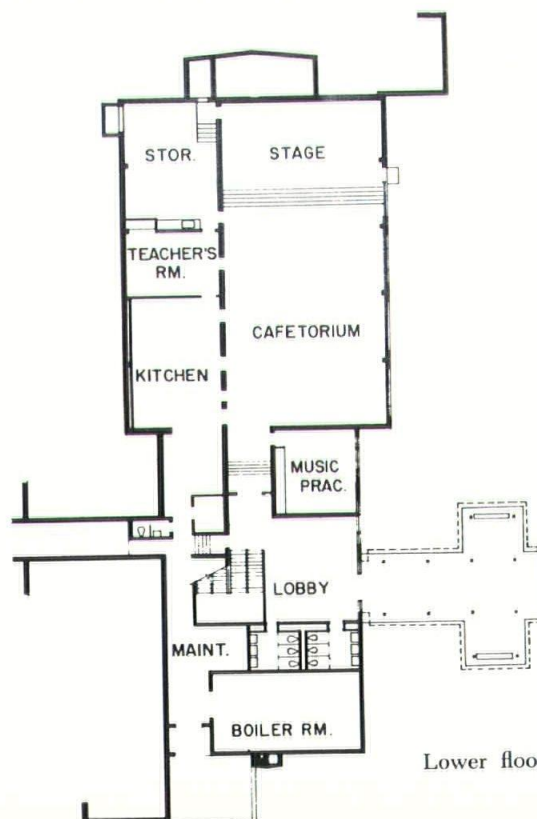 STOR.
STAGE
TEACHER'S
RM.
CAFETORIUM
KITCHEN
MUSIC
PRAC.
LOBBY
MAINT.
BOILER RM.
Lower floo